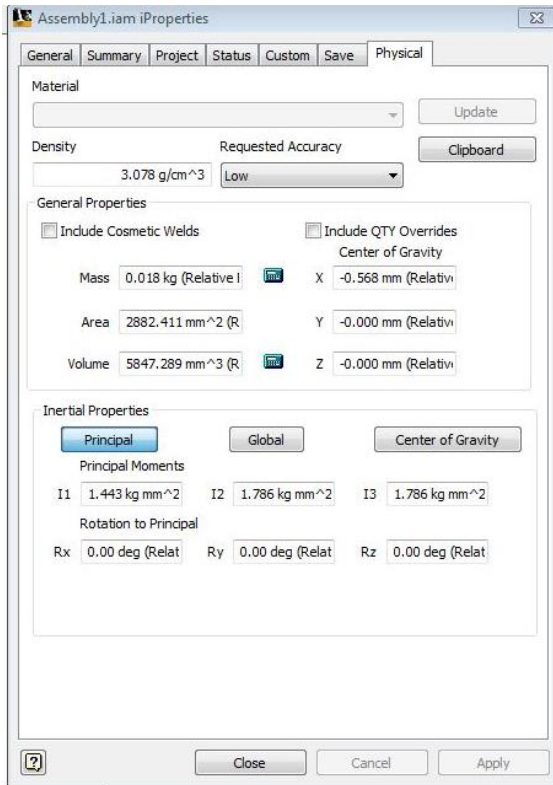 Assembly1.iam iProperties
General Summary Project Status Custom Save Physical
Material
Update
Density Requested Accuracy Clipboard
3.078 g/cm^3 Low
General Properties
Include Cosmetic Welds Include QTY Overrides
Center of Gravity
Mass 0.018 kg (Relative I X -0.568 mm (Relativ
Area 2882.411 mm^2 (R Y -0.000 mm (Relativ
Volume 5847.289 mm^3 (R Z -0.000 mm (Relativ
Inertial Properties
Principal Global Center of Gravity
Principal Moments
I1 1.443 kg mm^2 I2 1.786 kg mm^2 I3 1.786 kg mm^2
Rotation to Principal
Rx 0.00 deg (Relat Ry 0.00 deg (Relat Rz 0.00 deg (Relat
? Close Cancel Apply